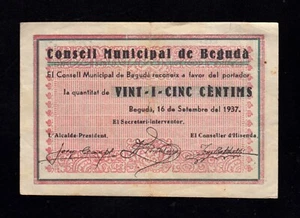 Consell Municipal de Begudà
El Consell Municipal de Begudà reconeix a favor del portador
la quantitat de VINT-I-CINC CÈNTIMS
Begudà, 16 de Setembre del 1937.
El Secretari-Interventor,
L'Alcalde-President, El Conseller d'Hisenda,